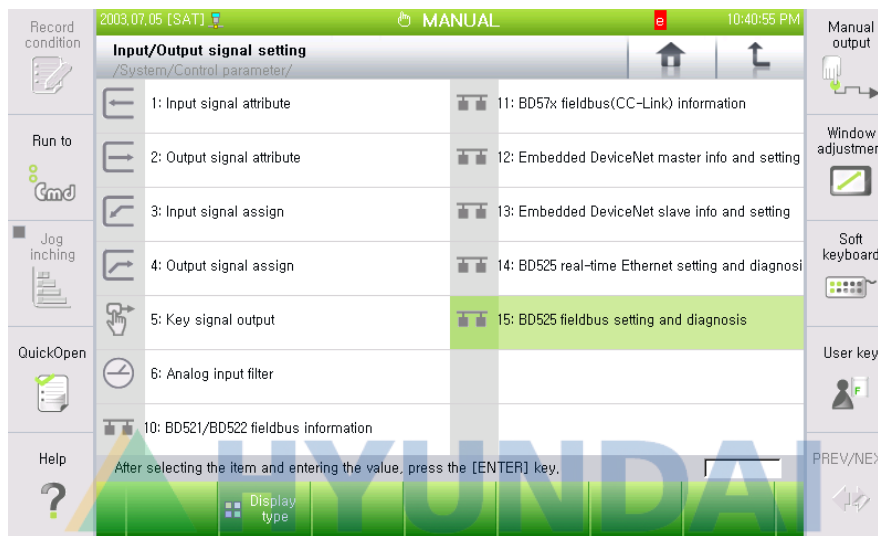 Record
condition
2003,07,05 [SAT]
MANUAL
e
10:40:55 PM
Manual
output
Input/Output signal setting
/System/Control parameter/
Run to
Cmd
Jog
inching
QuickOpen
Help
1: Input signal attribute
2: Output signal attribute
3: Input signal assign
4: Output signal assign
5: Key signal output
6: Analog input filter
10: BD521/BD522 fieldbus information
11: BD57x fieldbus(CC-Link) information
12: Embedded DeviceNet master info and setting
13: Embedded DeviceNet slave info and setting
14: BD525 real-time Ethernet setting and diagnosi
15: BD525 fieldbus setting and diagnosis
Window
adjustmer
Soft
keyboard
User key
F
PREV/NEX
After selecting the item and entering the value, press the [ENTER] key.
Display
type
HYUNDAI